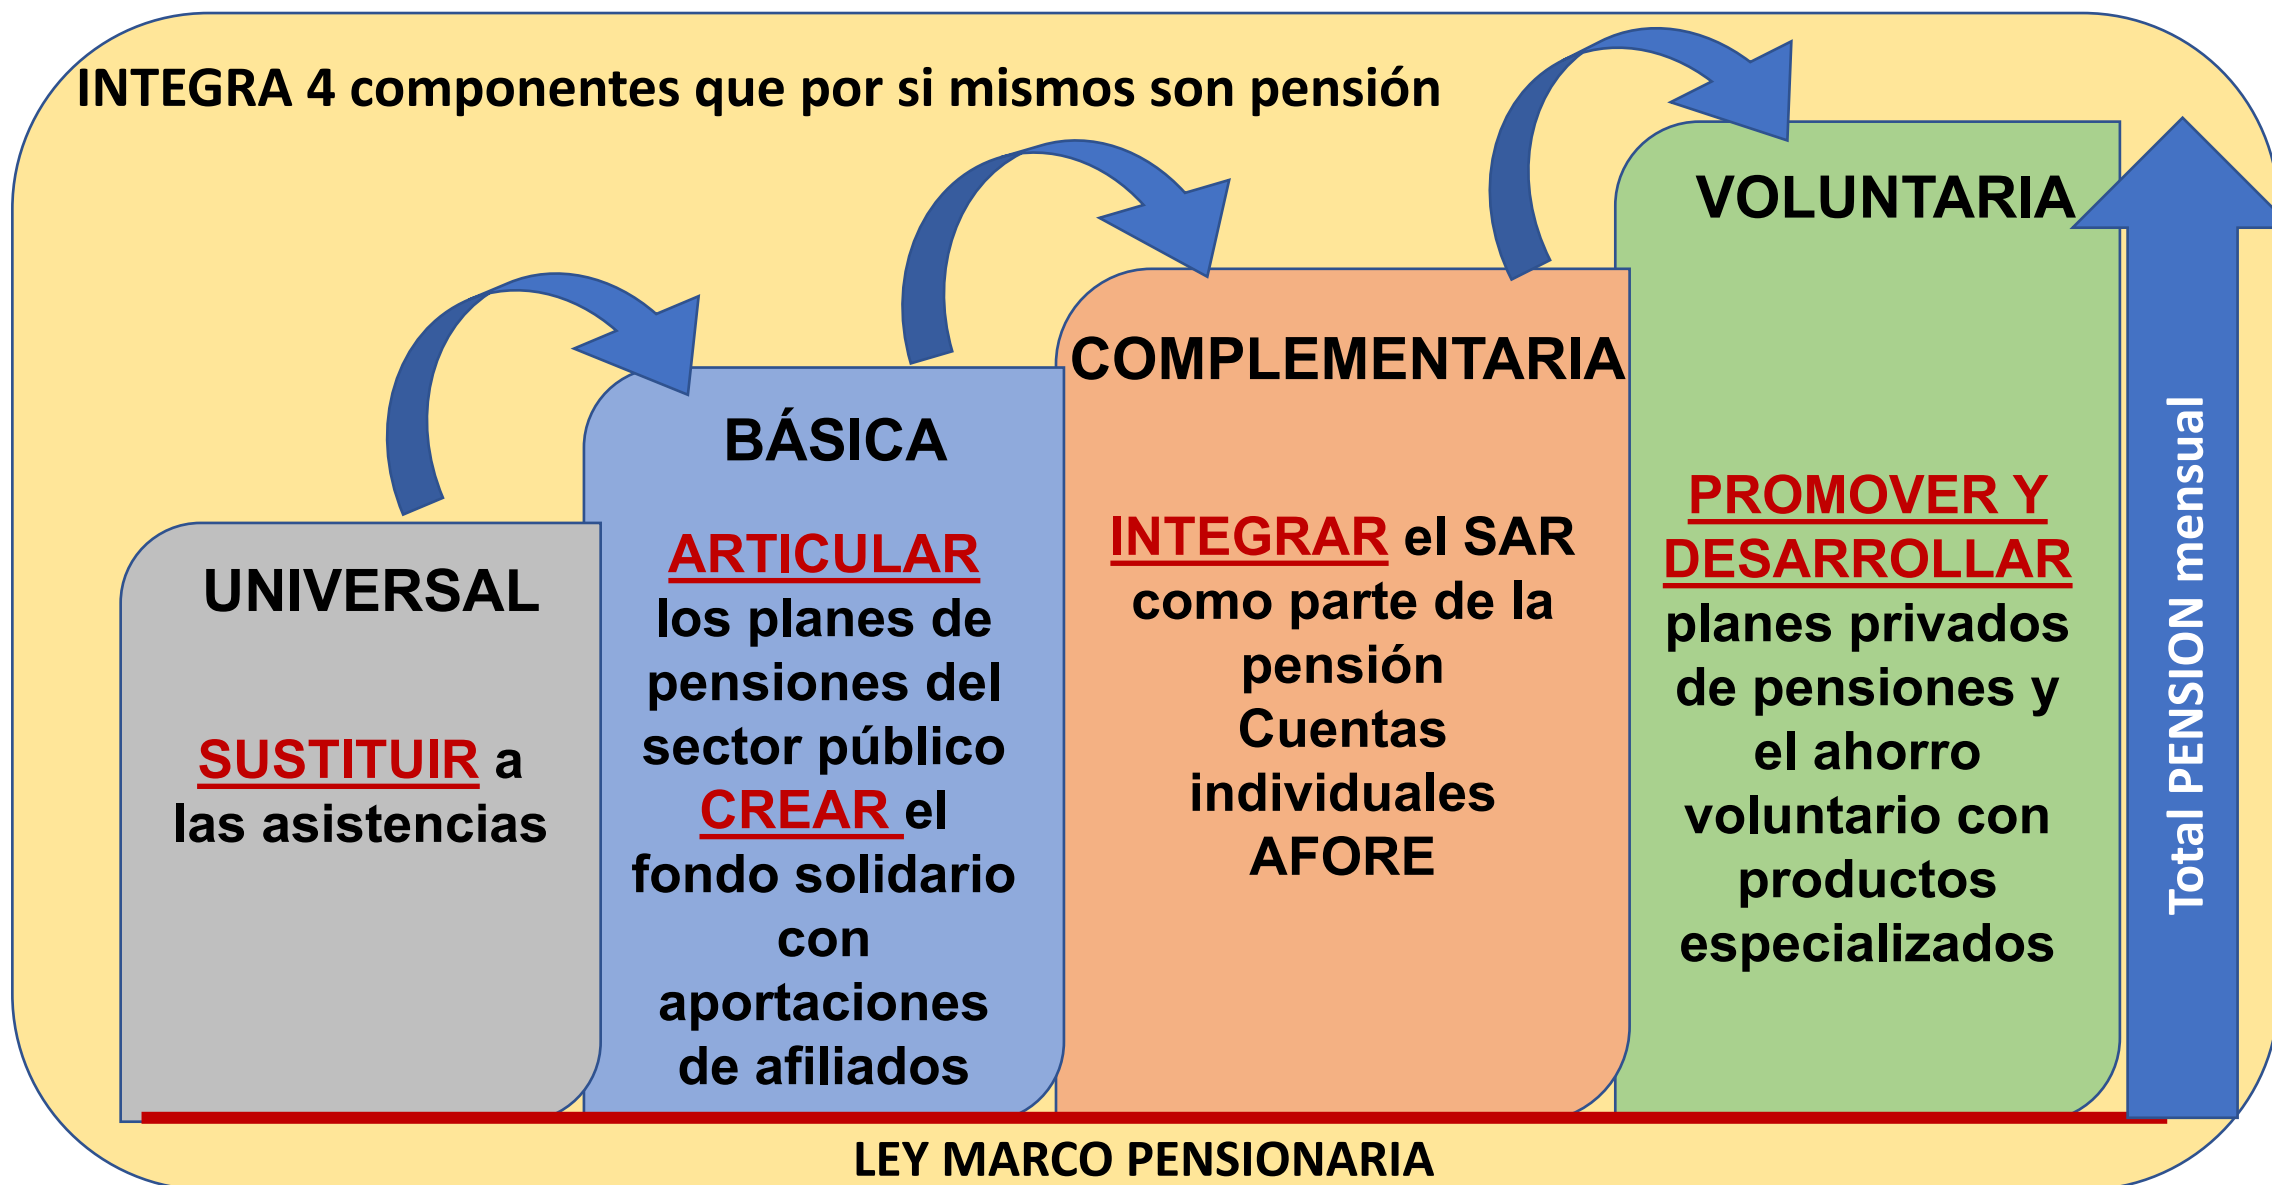 INTEGRA 4 componentes que por si mismos son pensión
UNIVERSAL
SUSTITUIR a
las asistencias
BÁSICA
ARTICULAR
los planes de
pensiones del
sector público
CREAR el
fondo solidario
con
aportaciones
de afiliados
COMPLEMENTARIA
INTEGRAR el SAR
como parte de la
pensión
Cuentas
individuales
AFORE
VOLUNTARIA
PROMOVER Y
DESARROLLAR
planes privados
de pensiones y
el ahorro
voluntario con
productos
especializados
Total PENSION mensual
LEY MARCO PENSIONARIA